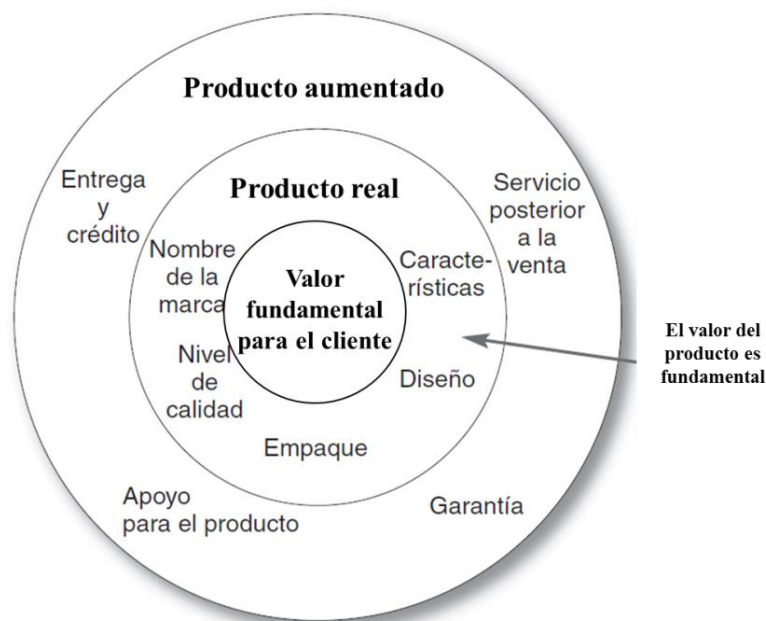 Producto aumentado
Entrega
y
crédito
Producto real
Servicio
posterior
a la
venta
Nombre
de la
marca
Caracte-
rísticas
Valor
fundamental
para el cliente
Nivel
de
calidad
Diseño
Empaque
Apoyo
para el producto
Garantía
El valor del
producto es
fundamental